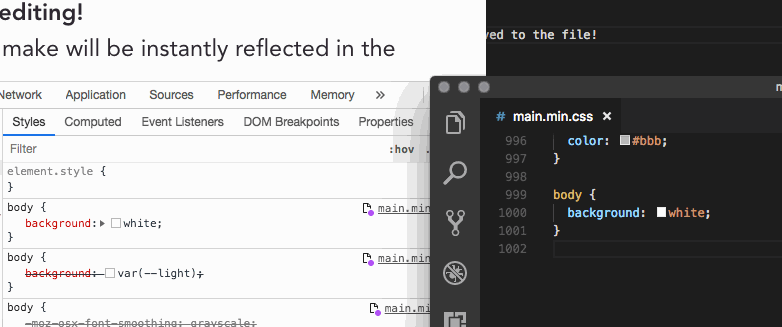 editing!
make will be instantly reflected in the
ved to the file!
Network Application Sources Performance Memory »
Styles Computed Event Listeners DOM Breakpoints Properties
Filter :hov .
element.style {
}
body { main.min
background: white;
}
body { main.min
background: var(--light);
}
body { main.mi
-moz-osx-font-smoothing: grayscale;
# main.min.css ×
996 color: #bbb;
997 }
998
999 body {
1000 background: white;
1001 }
1002